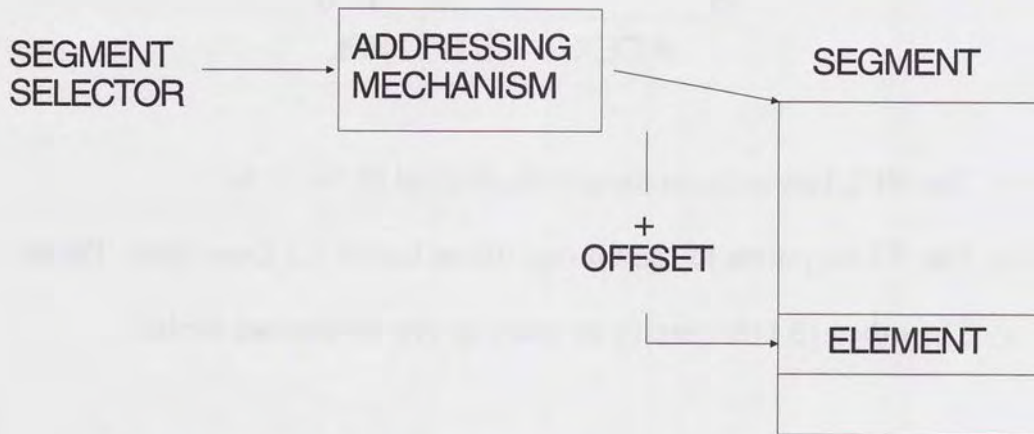 SEGMENT
SELECTOR
ADDRESSING
MECHANISM
SEGMENT
+
OFFSET
ELEMENT